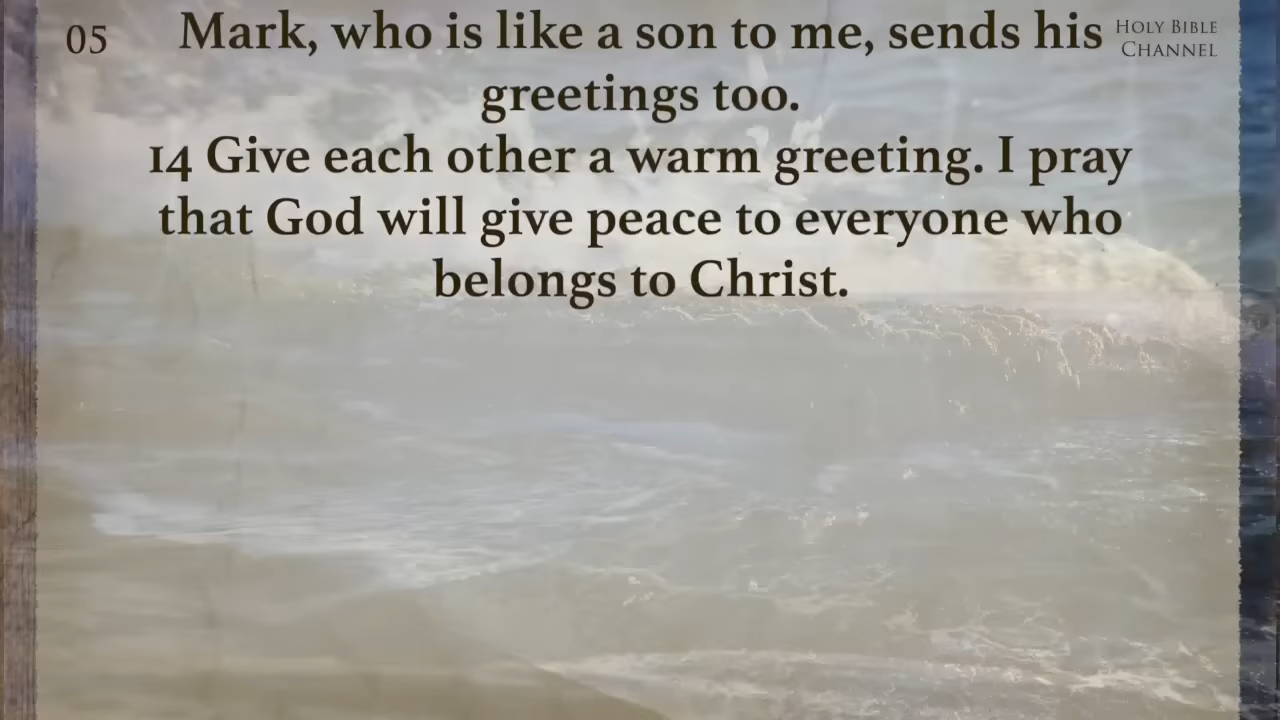 05
Mark, who is like a son to me, sends his
greetings too.
14 Give each other a warm greeting. I pray
that God will give peace to everyone who
belongs to Christ.
HOLY BIBLE
CHANNEL